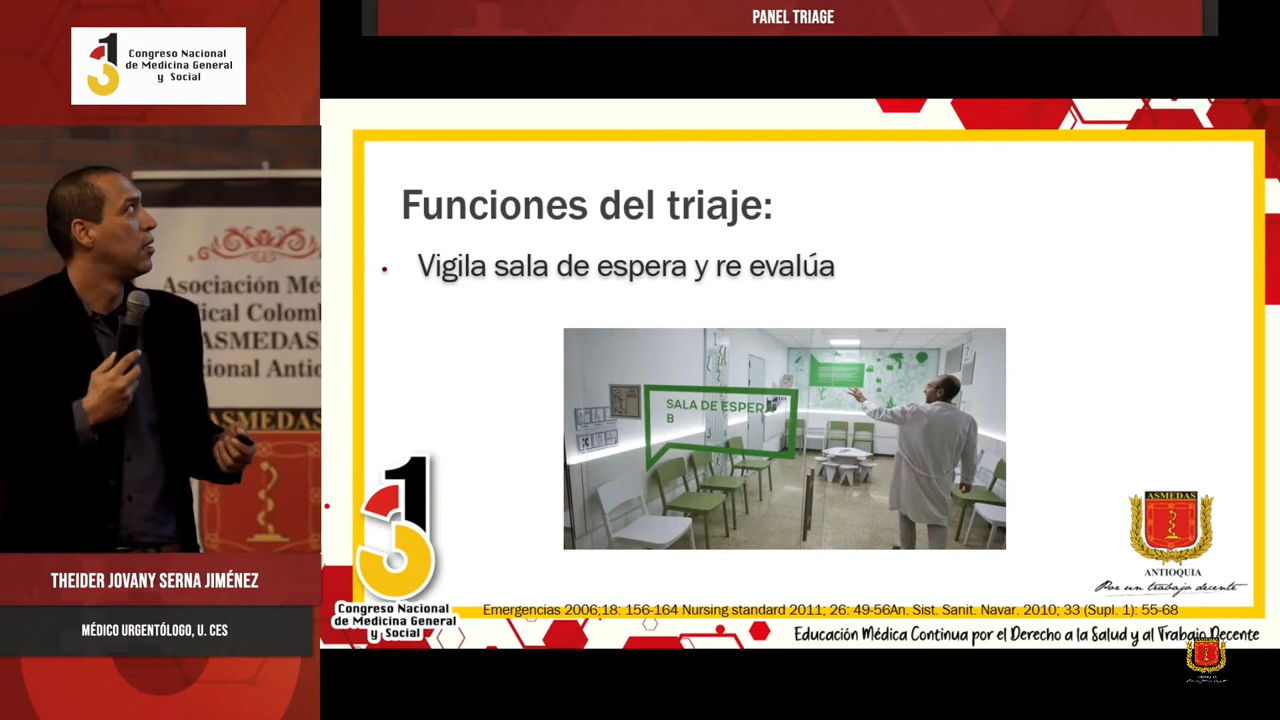 PANEL TRIAGE
Congreso Nacional
de Medicina General
y Social
Asociación Mé
ical Colom
ASMEDAS
cional Antio
ASMEDAS
THEIDER JOVANY SERNA JIMÉNEZ
MÉDICO URGENTÓLOGO, U. CES
Funciones del triaje:
• Vigila sala de espera y re evalúa
SALA DE ESPERA
B
13
Congreso Nacional
de Medicina General
y Social
ASMEDAS
ANTIOQUIA
Por un trabajo decente
Emergencias 2006;18: 156-164 Nursing standard 2011; 26: 49-56An. Sist. Sanit. Navar. 2010; 33 (Supl. 1): 55-68
Educación Médica Continua por el Derecho a la Salud y al Trabajo Decente